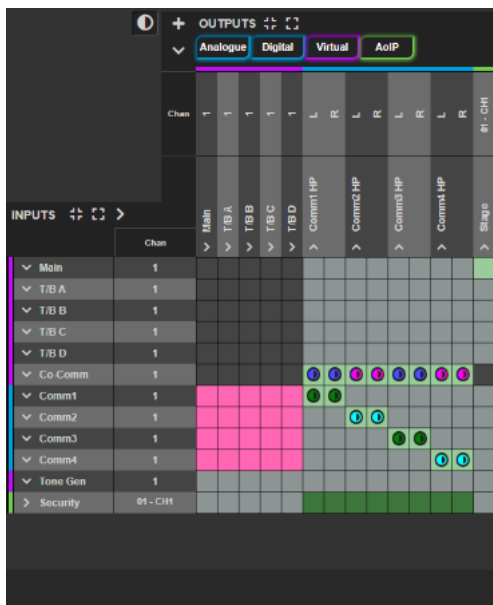 OUTPUTS
Analogue Digital Virtual AoIP
Chan 1 1 1 1 1 L R L R L R L R 01 - CH1
Main T/B A T/B B T/B C T/B D Comm1 HP Comm2 HP Comm3 HP Comm4 HP Stage
INPUTS
Chan
Main 1
T/B A 1
T/B B 1
T/B C 1
T/B D 1
Co Comm 1
Comm1 1
Comm2 1
Comm3 1
Comm4 1
Tone Gen 1
Security 01 - CH1